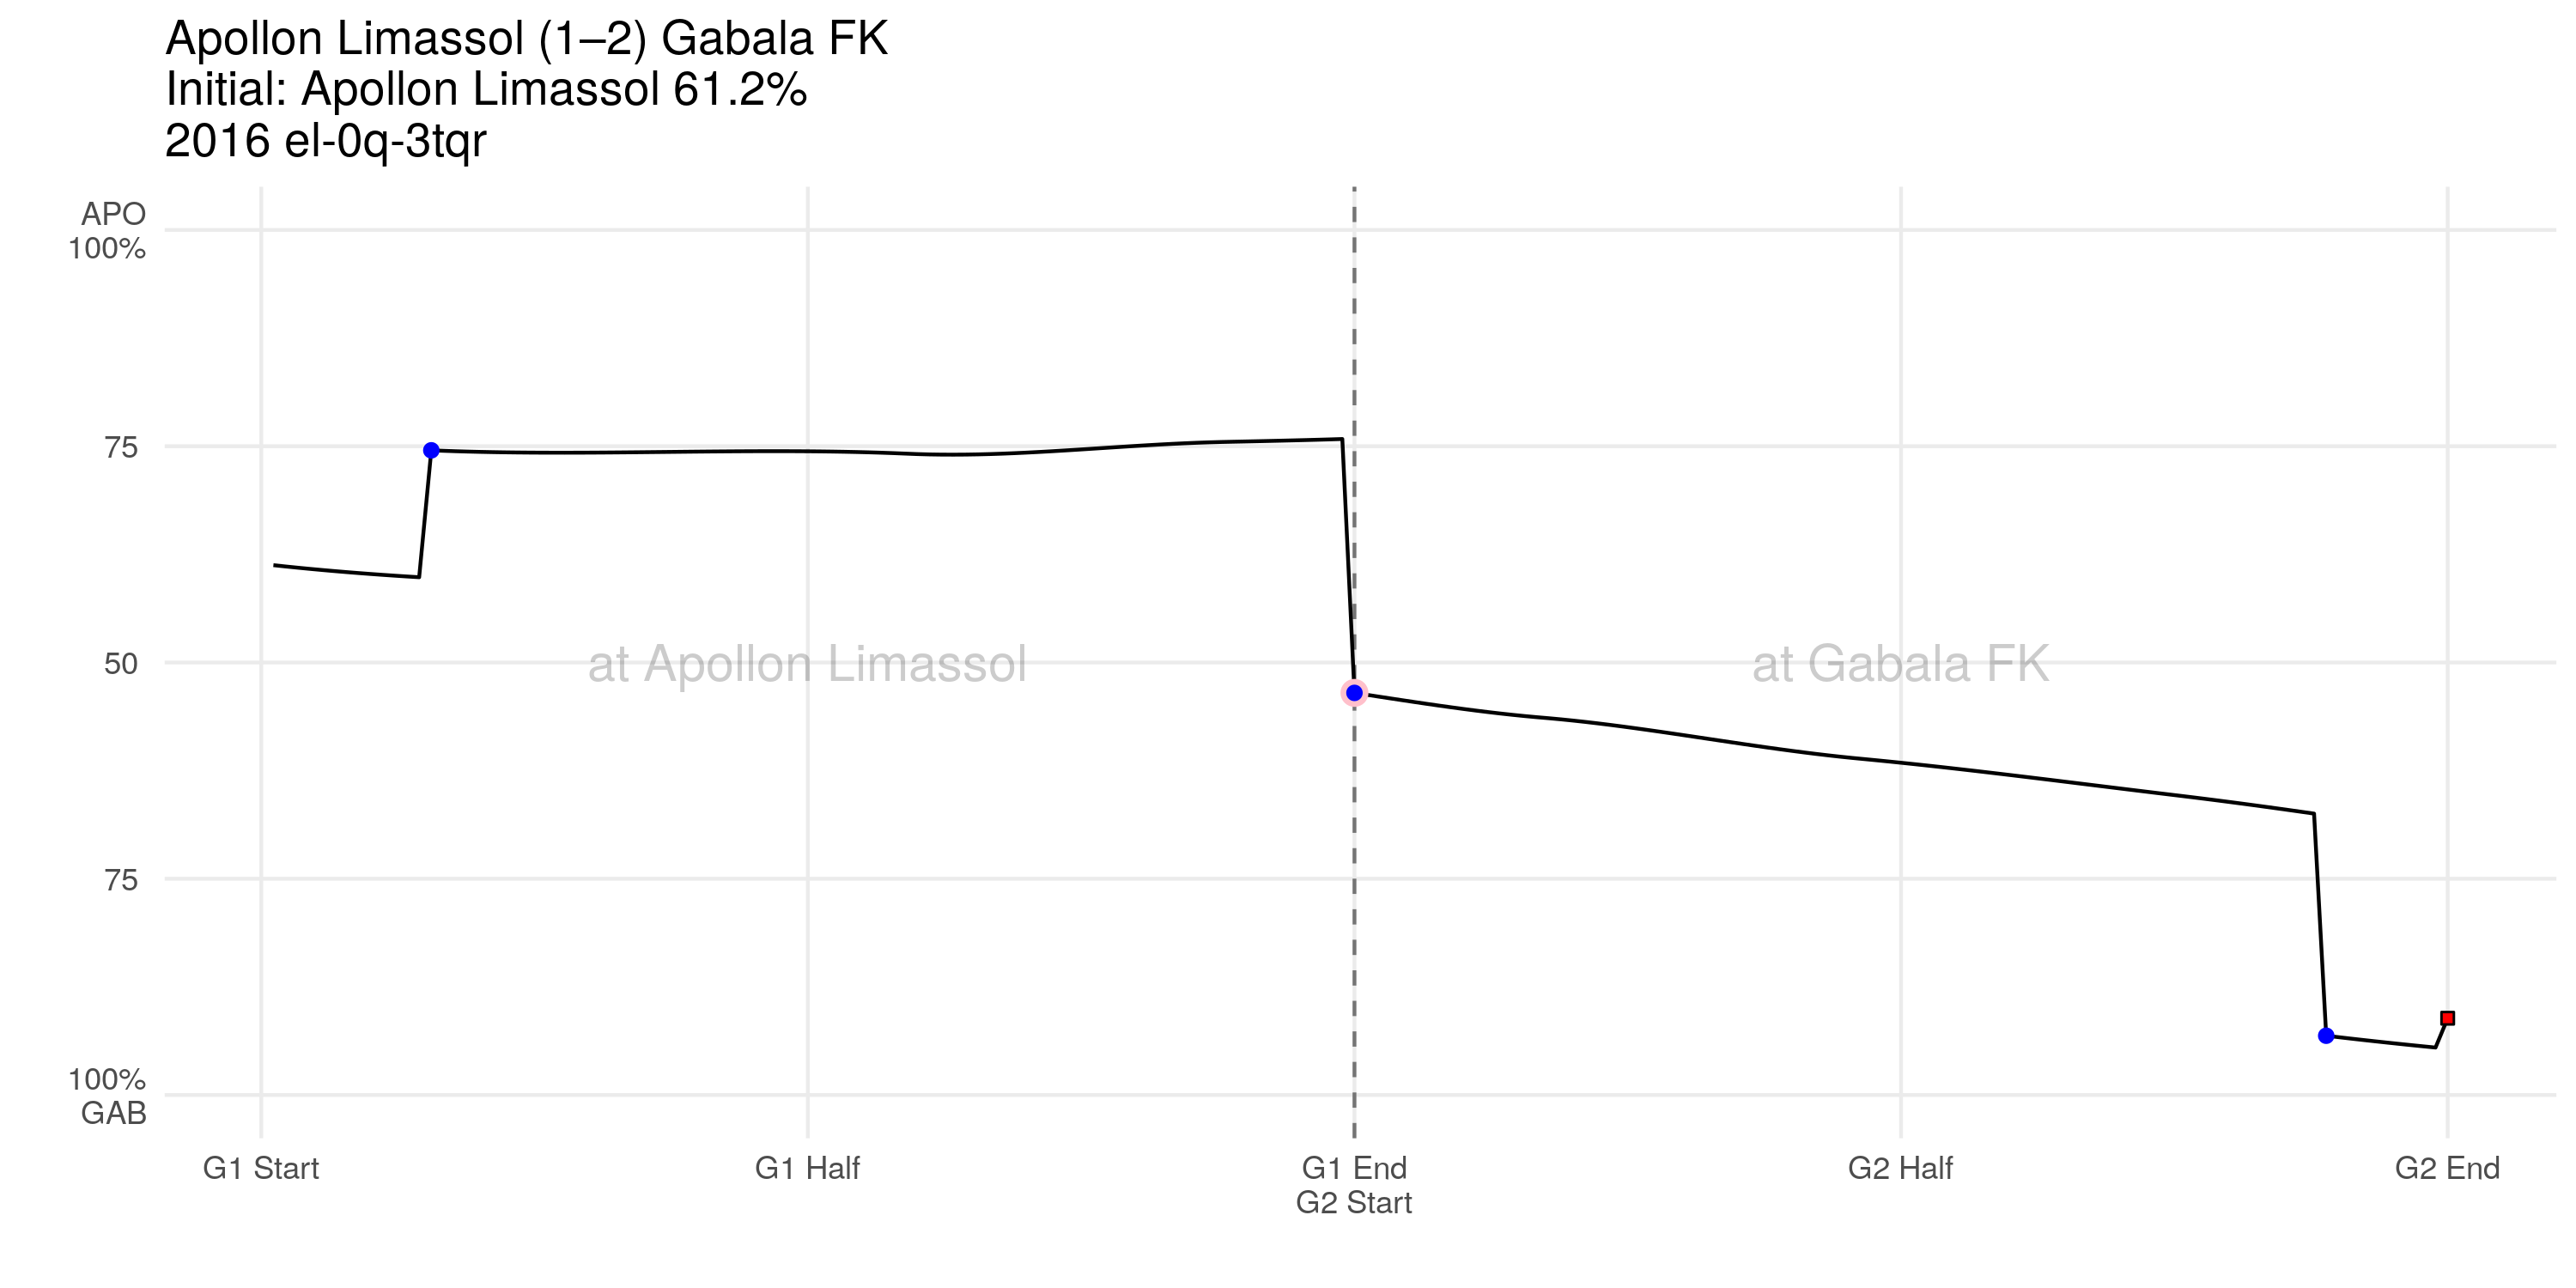 Apollon Limassol (1–2) Gabala FK
Initial: Apollon Limassol 61.2%
2016 el-0q-3tqr
APO
100%
75
50
75
100%
GAB
at Apollon Limassol
at Gabala FK
G1 Start
G1 Half
G1 End
G2 Start
G2 Half
G2 End